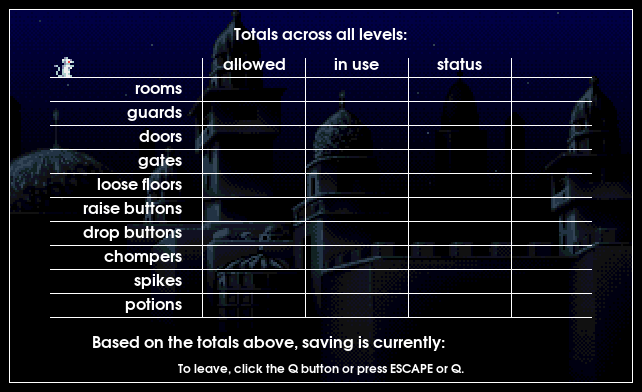 Totals across all levels:
allowed in use status
rooms
guards
doors
gates
loose floors
raise buttons
drop buttons
chompers
spikes
potions
Based on the totals above, saving is currently:
To leave, click the Q button or press ESCAPE or Q.